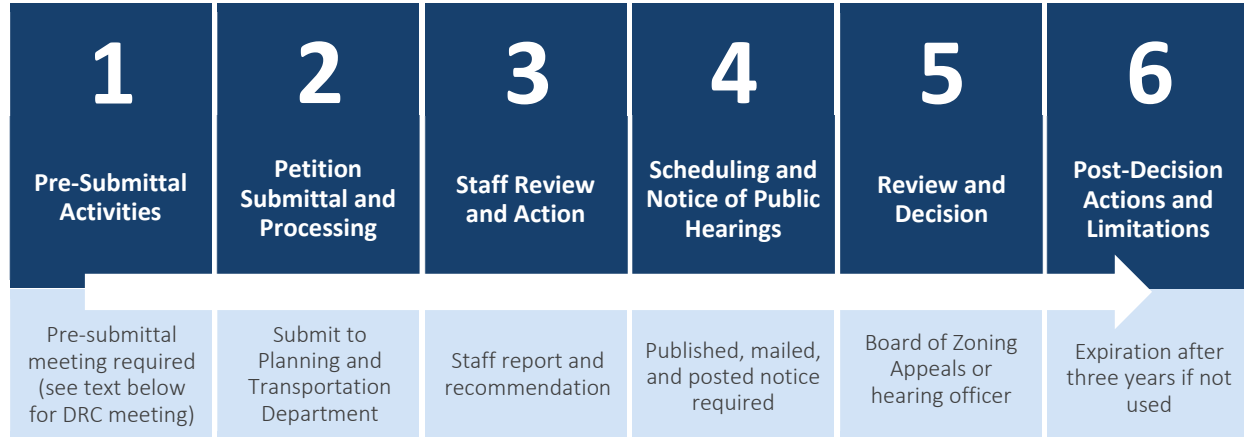 1
Pre-Submittal
Activities
Pre-submittal
meeting required
(see text below
for DRC meeting)
2
Petition
Submittal and
Processing
Submit to
Planning and
Transportation
Department
3
Staff Review
and Action
Staff report and
recommendation
4
Scheduling and
Notice of Public
Hearings
Published, mailed,
and posted notice
required
5
Review and
Decision
Board of Zoning
Appeals or
hearing officer
6
Post-Decision
Actions and
Limitations
Expiration after
three years if not
used